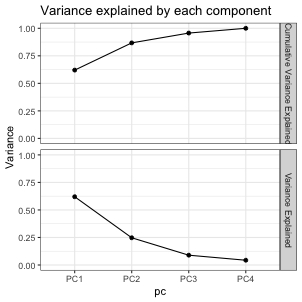 Variance explained by each component
1.00
0.75
0.50
0.25
0.00
Cumulative Variance Explained
1.00
0.75
0.50
0.25
0.00
Variance Explained
Variance
PC1 PC2 PC3 PC4
pc